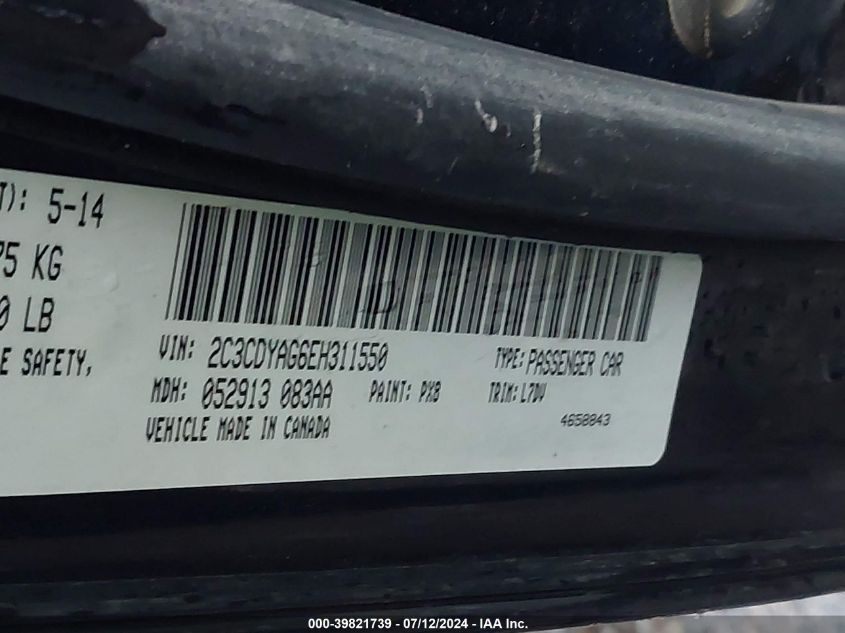 T): 5-14
75 KG
0 LB
E SAFETY,
VIN: 2C3CDYAG6EH311550
TYPE: PASSENGER CAR
MDH: 052913 083AA
PAINT: PX8
TRIM: L7DV
VEHICLE MADE IN CANADA
4658843
000-39821739 - 07/12/2024 - IAA Inc.